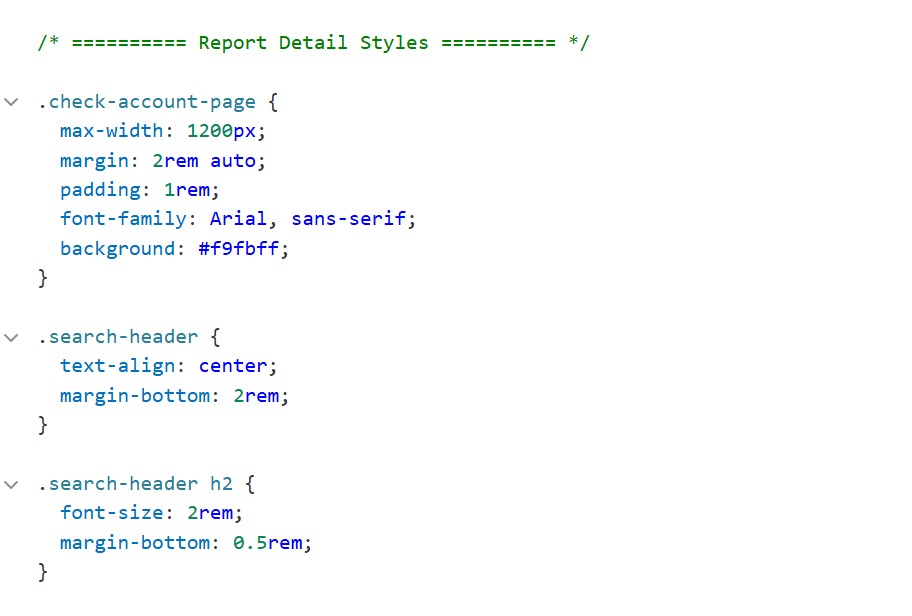 /* ========== Report Detail Styles ========== */
.check-account-page {
  max-width: 1200px;
  margin: 2rem auto;
  padding: 1rem;
  font-family: Arial, sans-serif;
  background: #f9fbff;
}
.search-header {
  text-align: center;
  margin-bottom: 2rem;
}
.search-header h2 {
  font-size: 2rem;
  margin-bottom: 0.5rem;
}